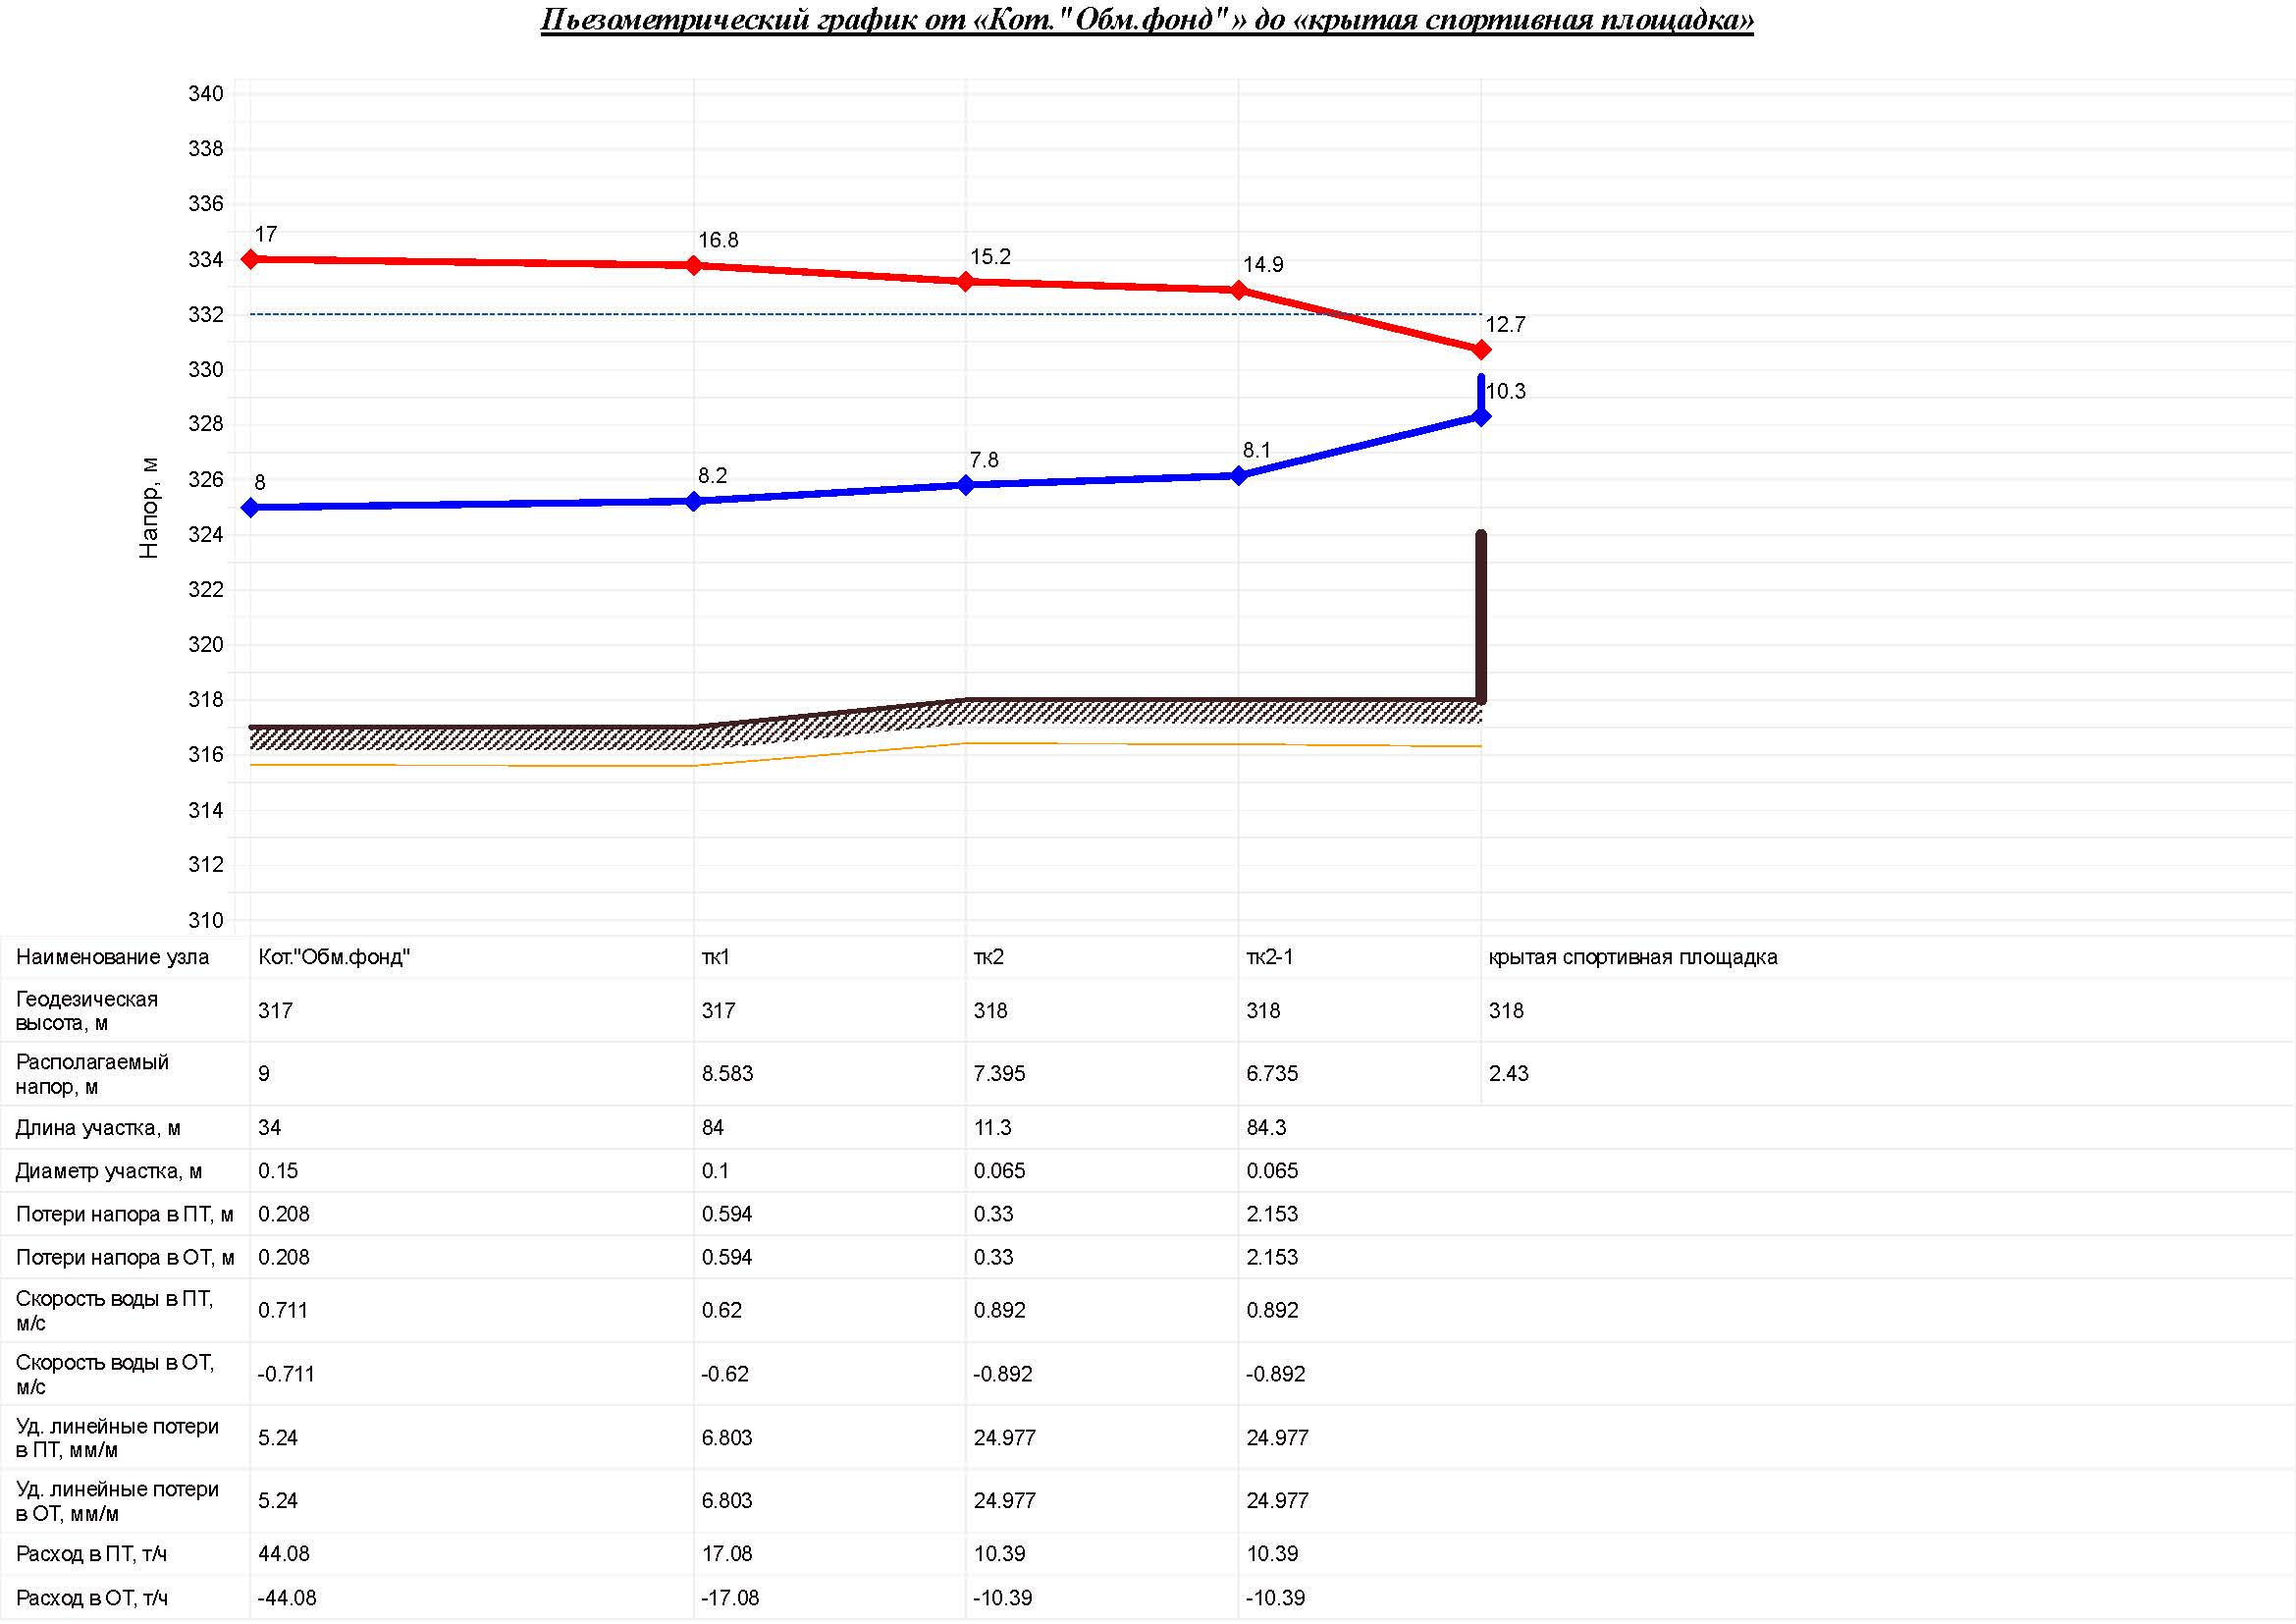 Пьезометрический график от «Кот."Обм.фонд"» до «крытая спортивная площадка»
340
338
336
334
332
330
328
326
324
322
320
318
316
314
312
310
Напор, м
17
16.8
15.2
14.9
12.7
10.3
8
8.2
7.8
8.1
Наименование узла Кот."Обм.фонд" тк1 тк2 тк2-1 крытая спортивная площадка
Геодезическая
высота, м 317 317 318 318 318
Располагаемый
напор, м 9 8.583 7.395 6.735 2.43
Длина участка, м 34 84 11.3 84.3
Диаметр участка, м 0.15 0.1 0.065 0.065
Потери напора в ПТ, м 0.208 0.594 0.33 2.153
Потери напора в ОТ, м 0.208 0.594 0.33 2.153
Скорость воды в ПТ,
м/с 0.711 0.62 0.892 0.892
Скорость воды в ОТ,
м/с -0.711 -0.62 -0.892 -0.892
Уд. линейные потери
в ПТ, мм/м 5.24 6.803 24.977 24.977
Уд. линейные потери
в ОТ, мм/м 5.24 6.803 24.977 24.977
Расход в ПТ, т/ч 44.08 17.08 10.39 10.39
Расход в ОТ, т/ч -44.08 -17.08 -10.39 -10.39